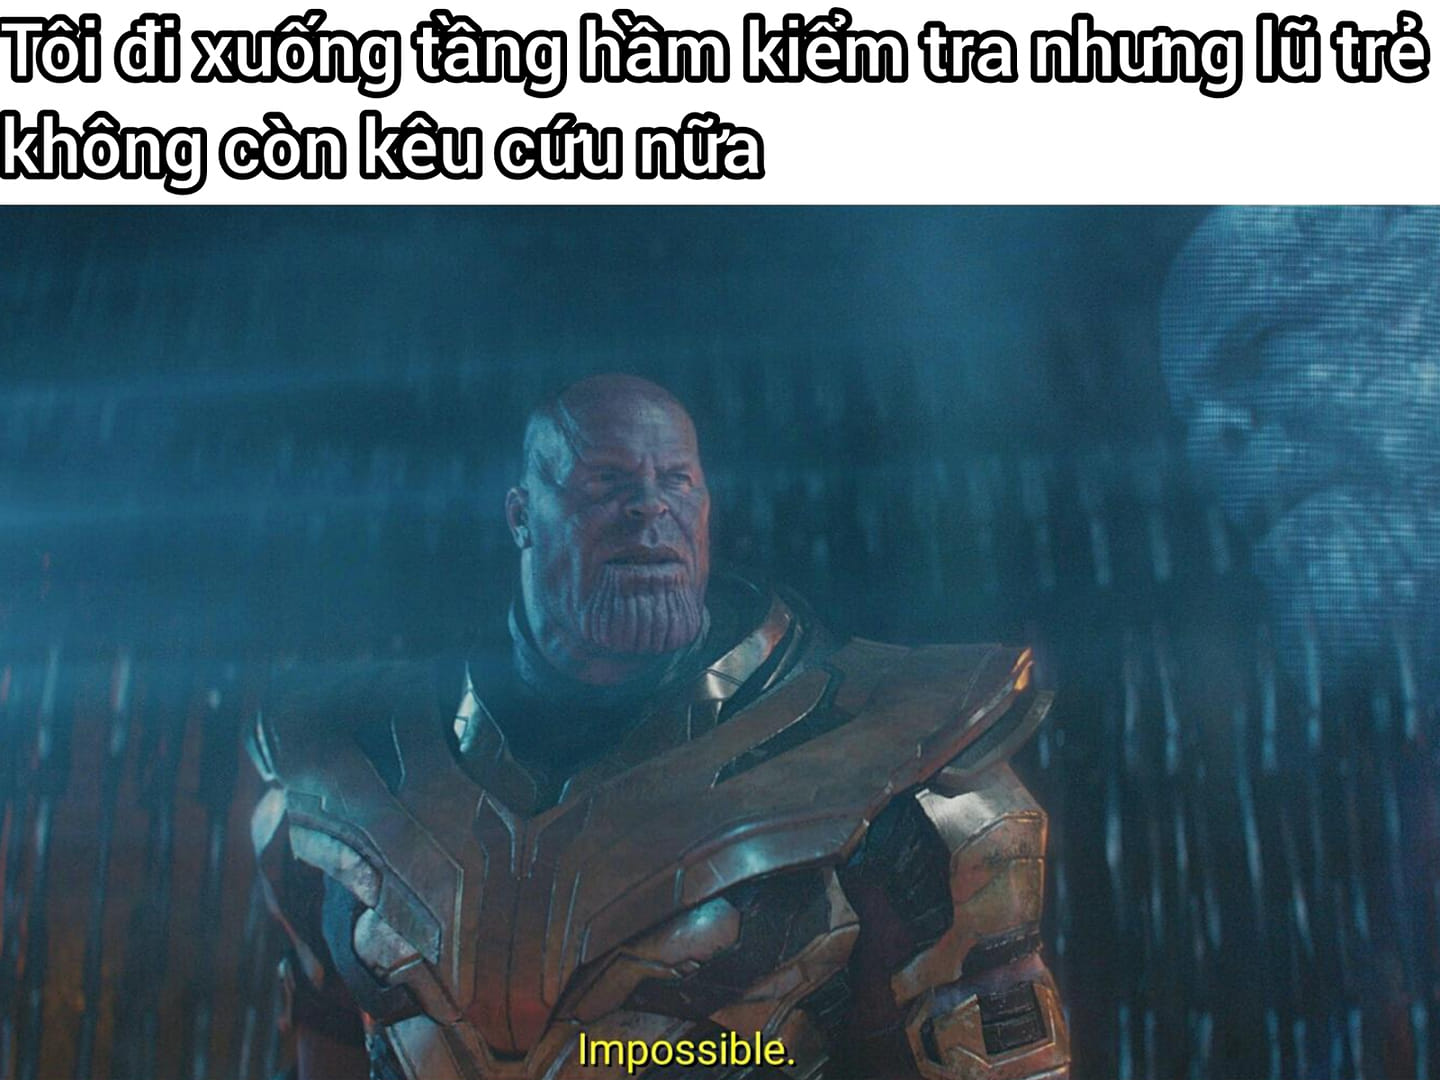 Tôi đi xuống tầng hầm kiểm tra nhưng lũ trẻ
không còn kêu cứu nữa
Impossible.